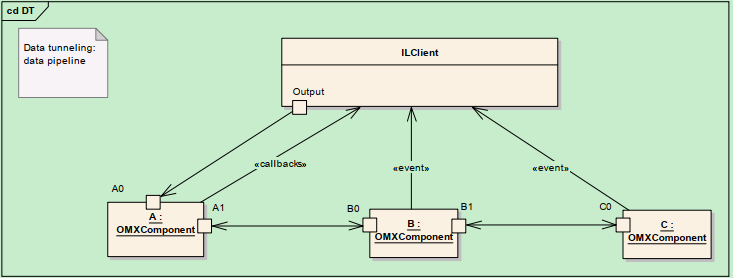 cd DT
Data tunneling:
data pipeline
ILClient
Output
«callbacks»
«event»
«event»
A0
A1
B0
B1
C0
A :
OMXComponent
B :
OMXComponent
C :
OMXComponent